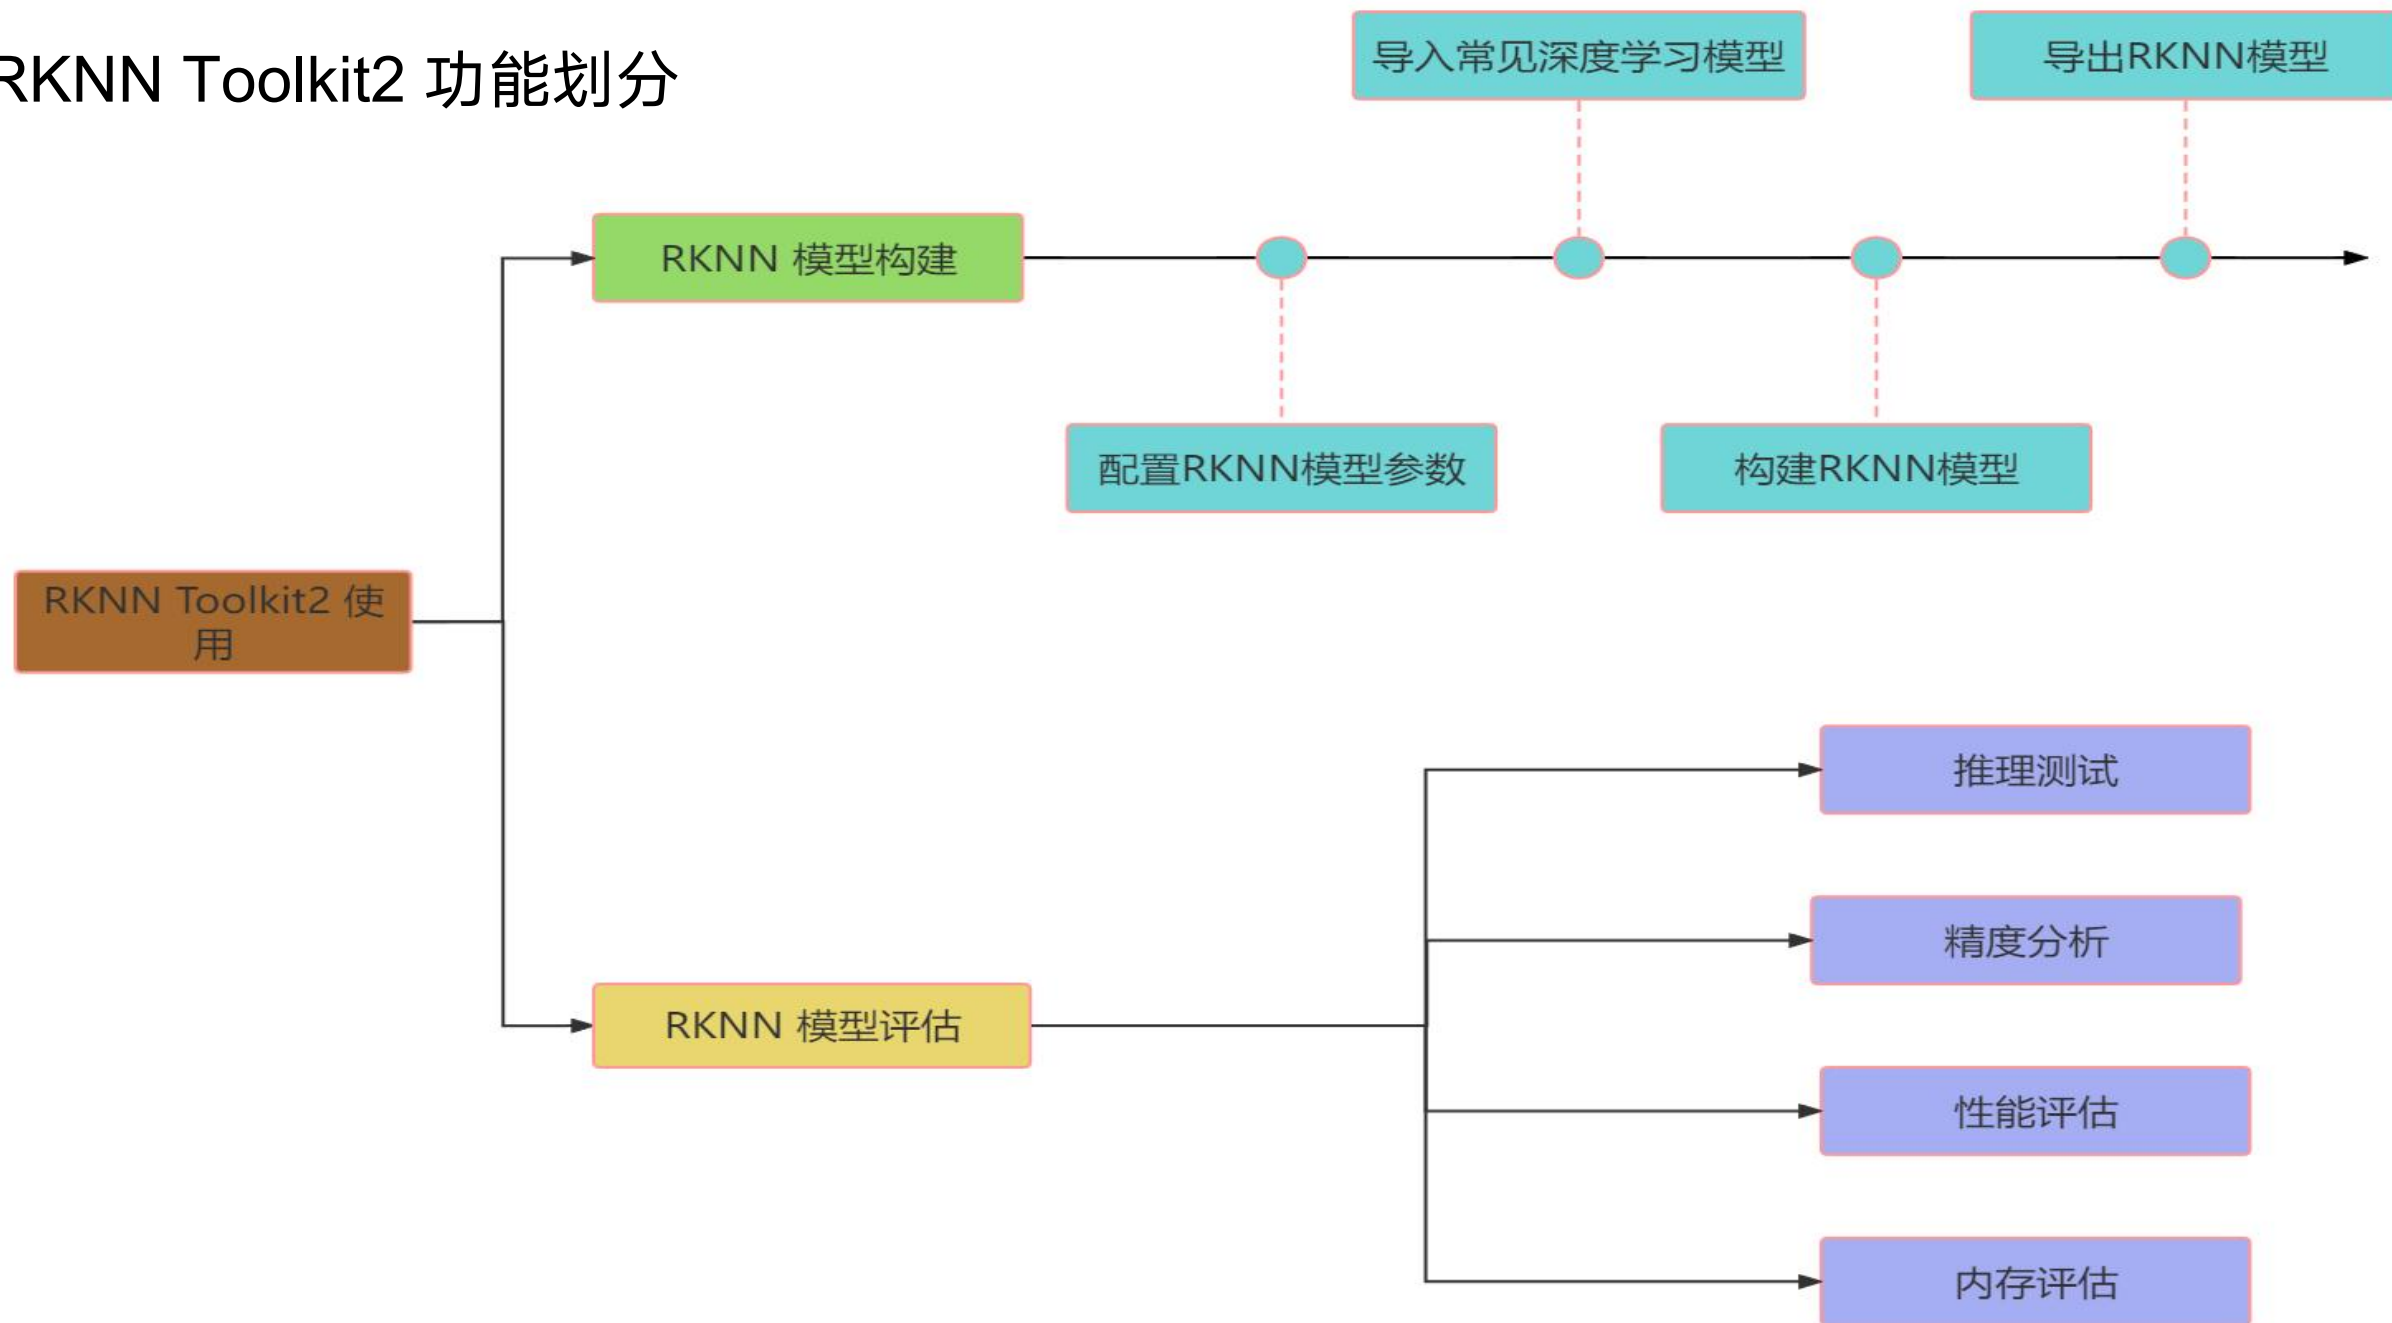 RKNN Toolkit2 功能划分
导入常见深度学习模型
导出RKNN模型
RKNN 模型构建
配置RKNN模型参数
构建RKNN模型
RKNN Toolkit2 使
用
推理测试
精度分析
RKNN 模型评估
性能评估
内存评估